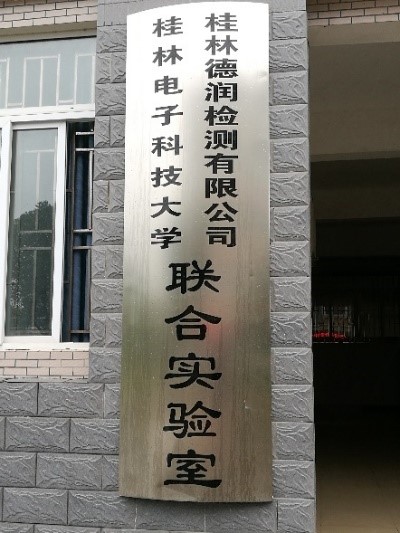 桂林德润检测有限公司
桂林电子科技大学
联合实验室